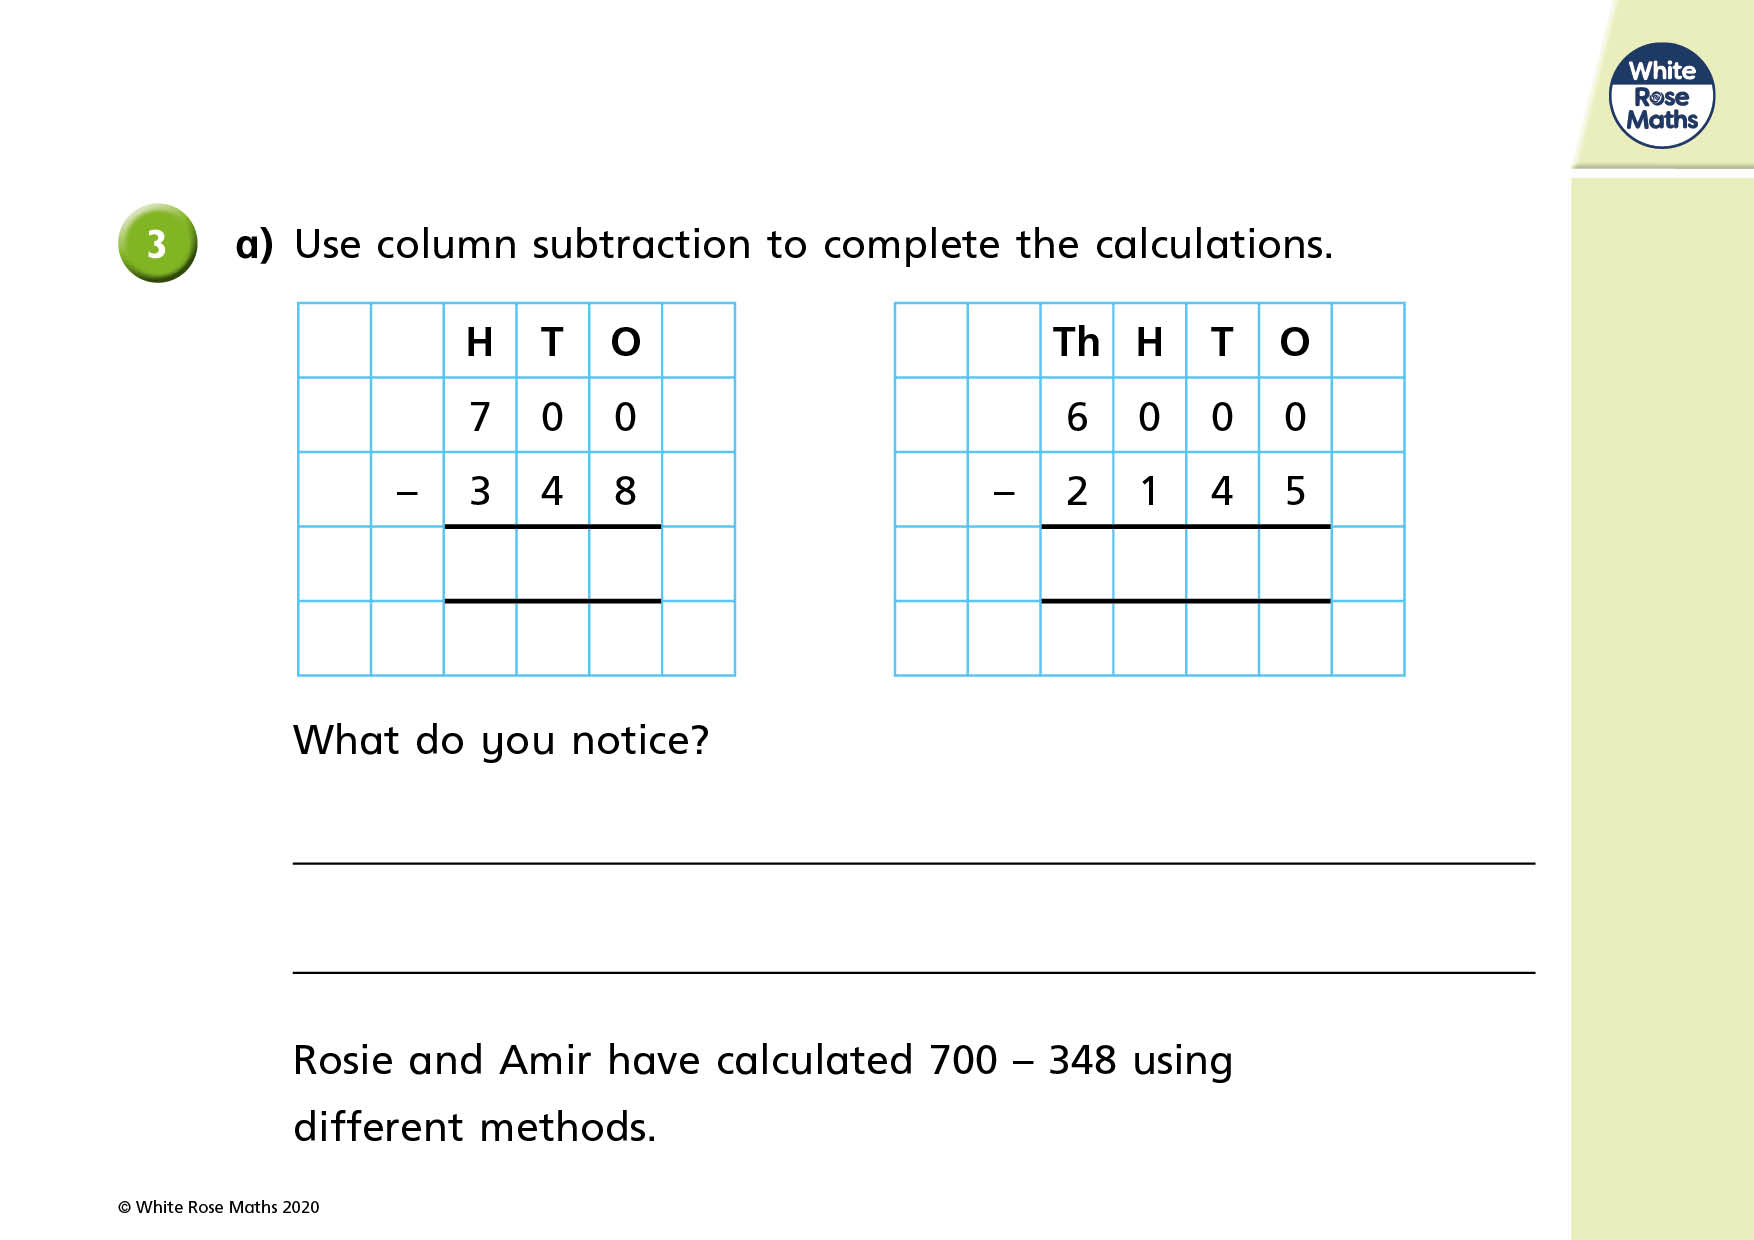 White
Rose
Maths
3 a) Use column subtraction to complete the calculations.
H T O
7 0 0
– 3 4 8
Th H T O
6 0 0 0
– 2 1 4 5
What do you notice?
Rosie and Amir have calculated 700 – 348 using
different methods.
© White Rose Maths 2020